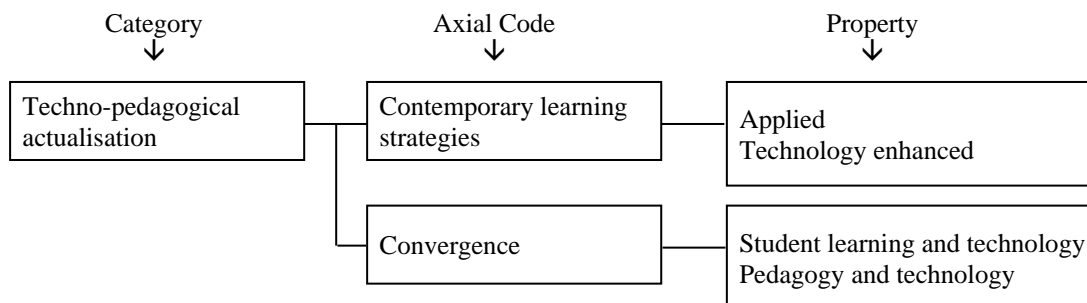 Category
Axial Code
Property
Techno-pedagogical
actualisation
Contemporary learning
strategies
Applied
Technology enhanced
Convergence
Student learning and technology
Pedagogy and technology